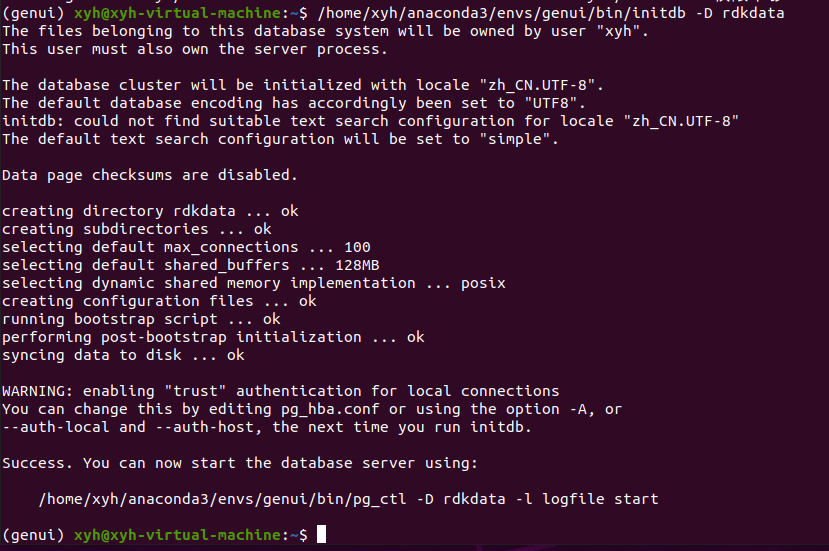 (genui) xyh@xyh-virtual-machine:~$ /home/xyh/anaconda3/envs/genui/bin/initdb -D rdkdata
The files belonging to this database system will be owned by user "xyh".
This user must also own the server process.

The database cluster will be initialized with locale "zh_CN.UTF-8".
The default database encoding has accordingly been set to "UTF8".
initdb: could not find suitable text search configuration for locale "zh_CN.UTF-8"
The default text search configuration will be set to "simple".

Data page checksums are disabled.

creating directory rdkdata ... ok
creating subdirectories ... ok
selecting default max_connections ... 100
selecting default shared_buffers ... 128MB
selecting dynamic shared memory implementation ... posix
creating configuration files ... ok
running bootstrap script ... ok
performing post-bootstrap initialization ... ok
syncing data to disk ... ok

WARNING: enabling "trust" authentication for local connections
You can change this by editing pg_hba.conf or using the option -A, or
--auth-local and --auth-host, the next time you run initdb.

Success. You can now start the database server using:

    /home/xyh/anaconda3/envs/genui/bin/pg_ctl -D rdkdata -l logfile start

(genui) xyh@xyh-virtual-machine:~$